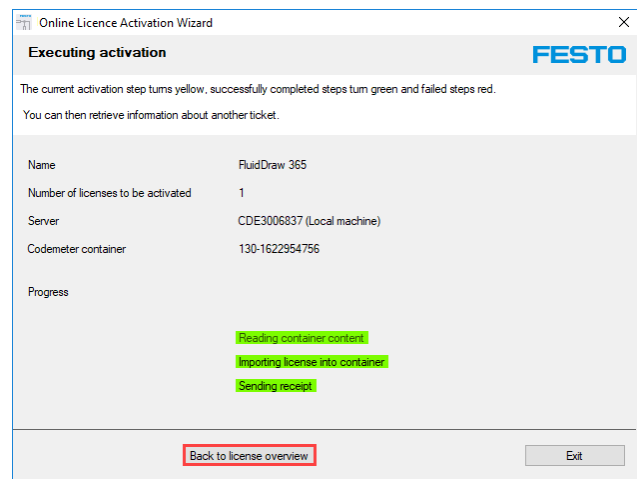 Online Licence Activation Wizard
Executing activation
FESTO
The current activation step turns yellow, successfully completed steps turn green and failed steps red.
You can then retrieve information about another ticket.
Name FluidDraw 365
Number of licenses to be activated 1
Server CDE3006837 (Local machine)
Codemeter container 130-1622954756
Progress
Reading container content
Importing license into container
Sending receipt
Back to license overview Exit